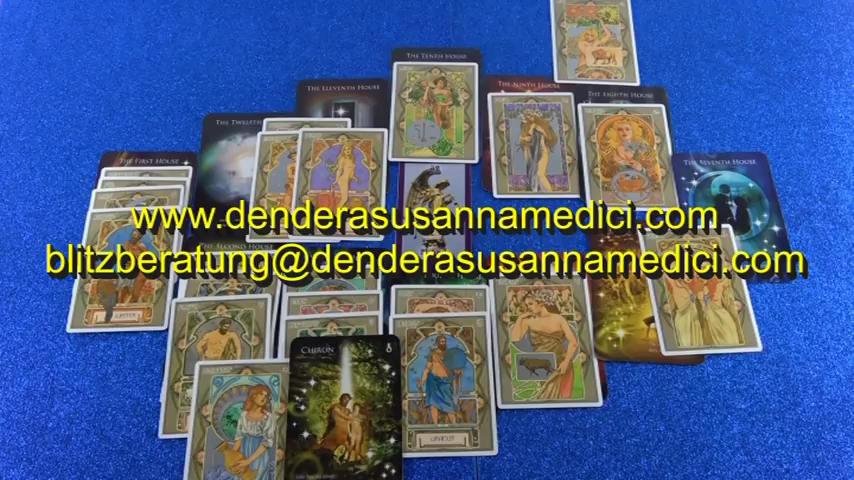 THE TENTH HOUSE
THE ELEVENTH HOUSE
THE NINTH HOUSE
THE EIGHTH HOUSE
THE TWELFTH
THE FIRST HOUSE
THE SEVENTH HOUSE
www.denderasusannamedici.com
THE SECOND HOUSE
blitzberatung@denderasusannamedici.com
CHIRON